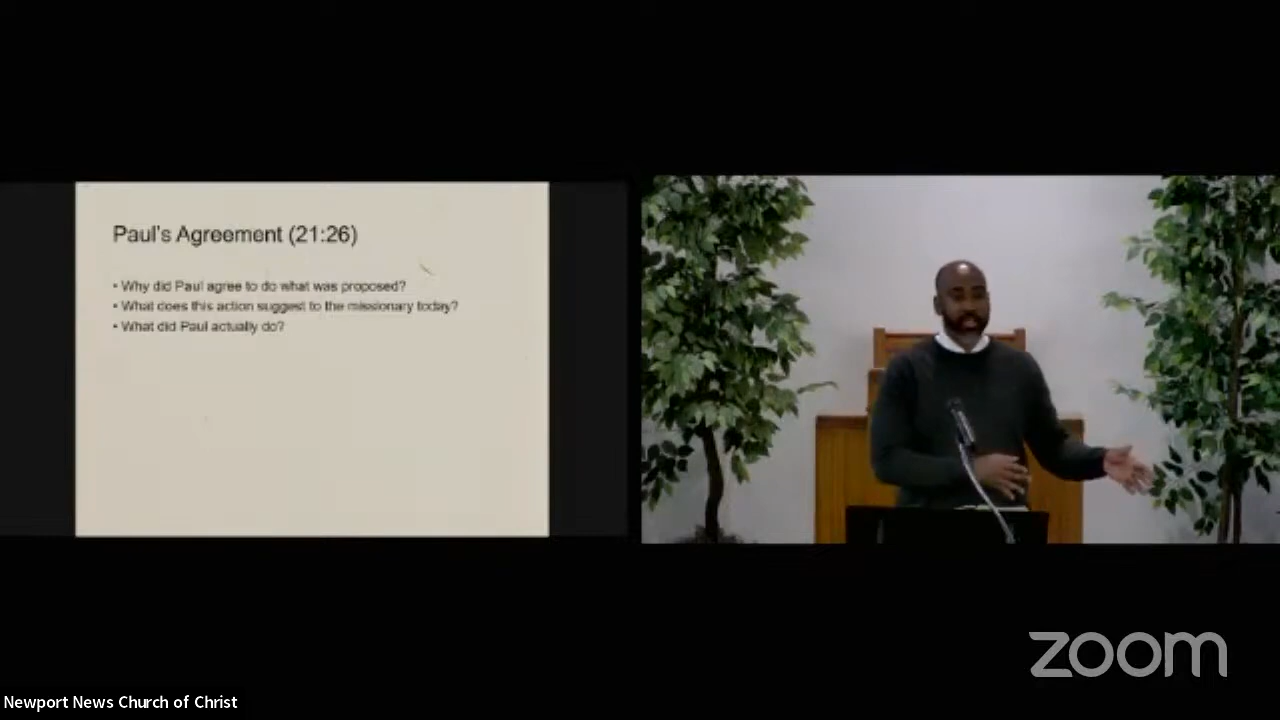 Paul's Agreement (21:26)
• Why did Paul agree to do what was proposed?
• What does this action suggest to the missionary today?
• What did Paul actually do?
zoom
Newport News Church of Christ